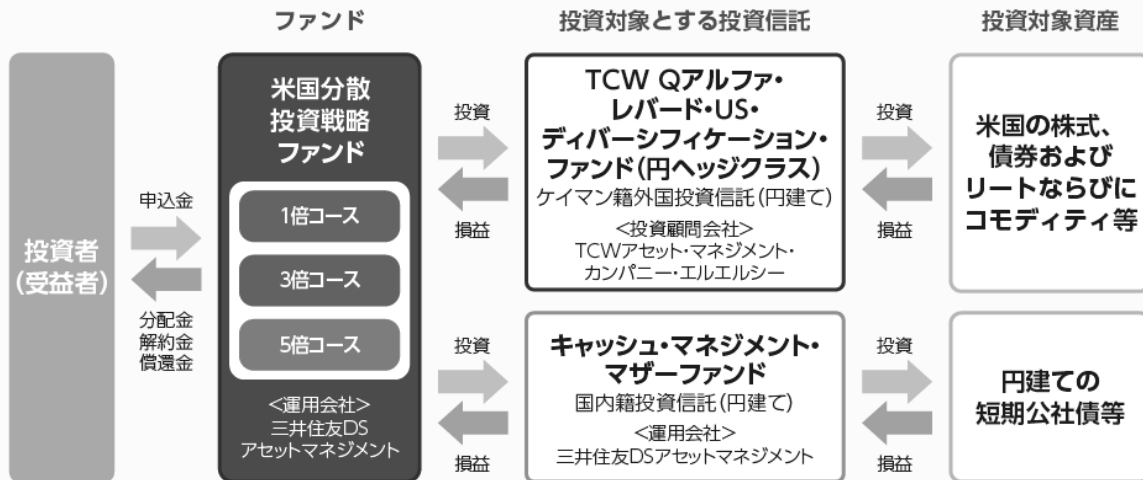 ファンド
投資対象とする投資信託
投資対象資産
投資者
(受益者)
申込金
分配金
解約金
償還金
米国分散
投資戦略
ファンド
1倍コース
3倍コース
5倍コース
<運用会社>
三井住友DS
アセットマネジメント
投資
損益
TCW Qアルファ・
レバード・US・
ディバーシフィケーション・
ファンド(円ヘッジクラス)
ケイマン籍外国投資信託(円建て)
<投資顧問会社>
TCWアセット・マネジメント・
カンパニー・エルエルシー
投資
損益
米国の株式、
債券および
リートならびに
コモディティ等
投資
損益
キャッシュ・マネジメント・
マザーファンド
国内籍投資信託(円建て)
<運用会社>
三井住友DSアセットマネジメント
投資
損益
円建ての
短期公社債等